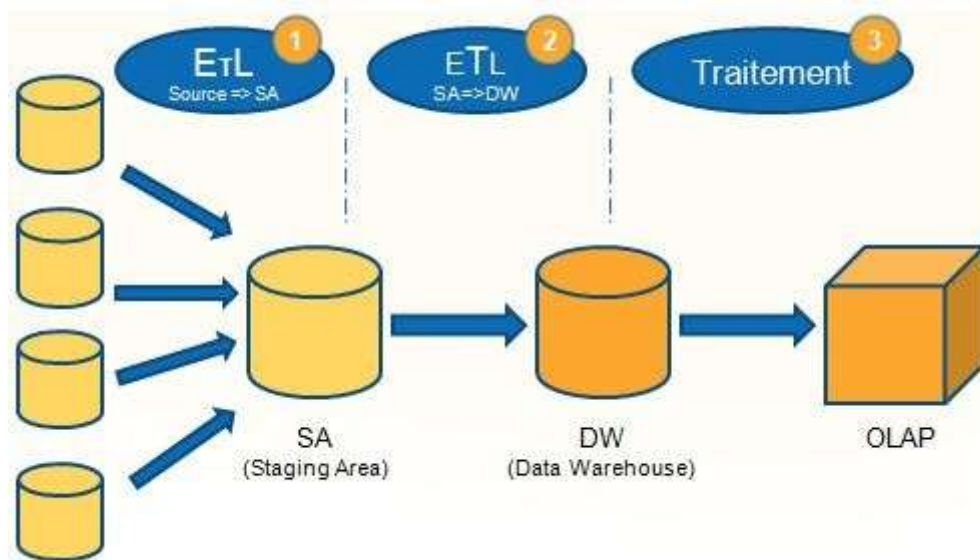 ETL
Source => SA
1
ETL
SA=>DW
2
Traitement
3
SA
(Staging Area)
DW
(Data Warehouse)
OLAP